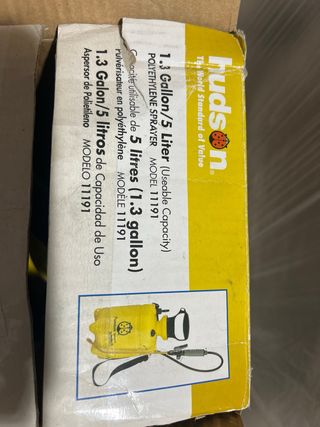 hudson®
The World Standard of Value
1.3 Gallon/5 Liter (Useable Capacity)
POLYETHYLENE SPRAYER MODEL 11191
Capacité utilisable de 5 litres (1.3 gallon)
Pulvérisateur en polyéthylène MODÈLE 11191
1.3 Galon/5 litros de Capacidad de Uso
Aspersor de Polietileno MODELO 11191